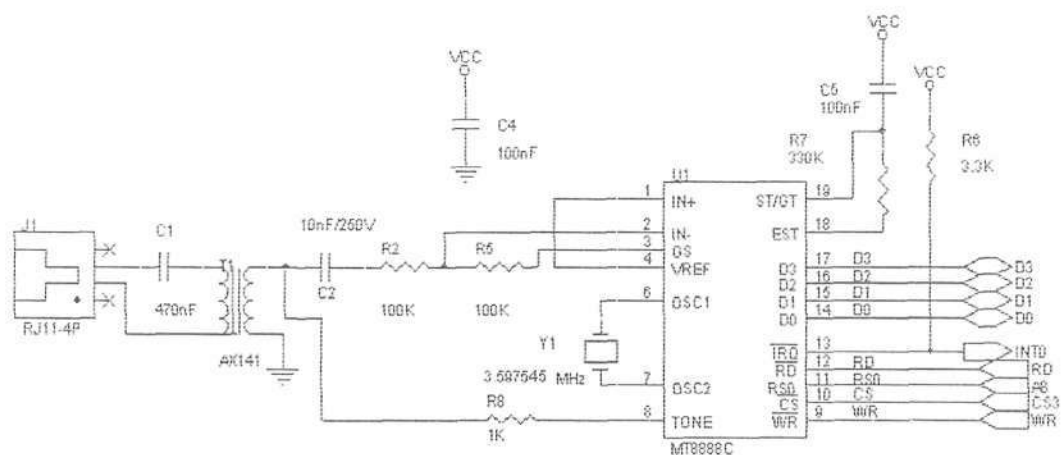 VCC
C4
100nF
VCC
C5
100nF
VCC
R7
330K
R6
3.3K
J1
RJ11-4P
C1
470nF
T1
AX141
10nF/250V
C2
R2
100K
R5
100K
R8
1K
Y1
3.597545 MHz
U1
MT8888C
1 IN+
2 IN-
3 GS
4 VREF
6 OSC1
7 OSC2
8 TONE
ST/GT 19
EST 18
D3 17 D3 D3
D2 16 D2 D2
D1 15 D1 D1
D0 14 D0 D0
IRQ 13 INT0
RD 12 RD RD
RS0 11 RS0 A8
CS 10 CS CS3
WR 9 WR WR